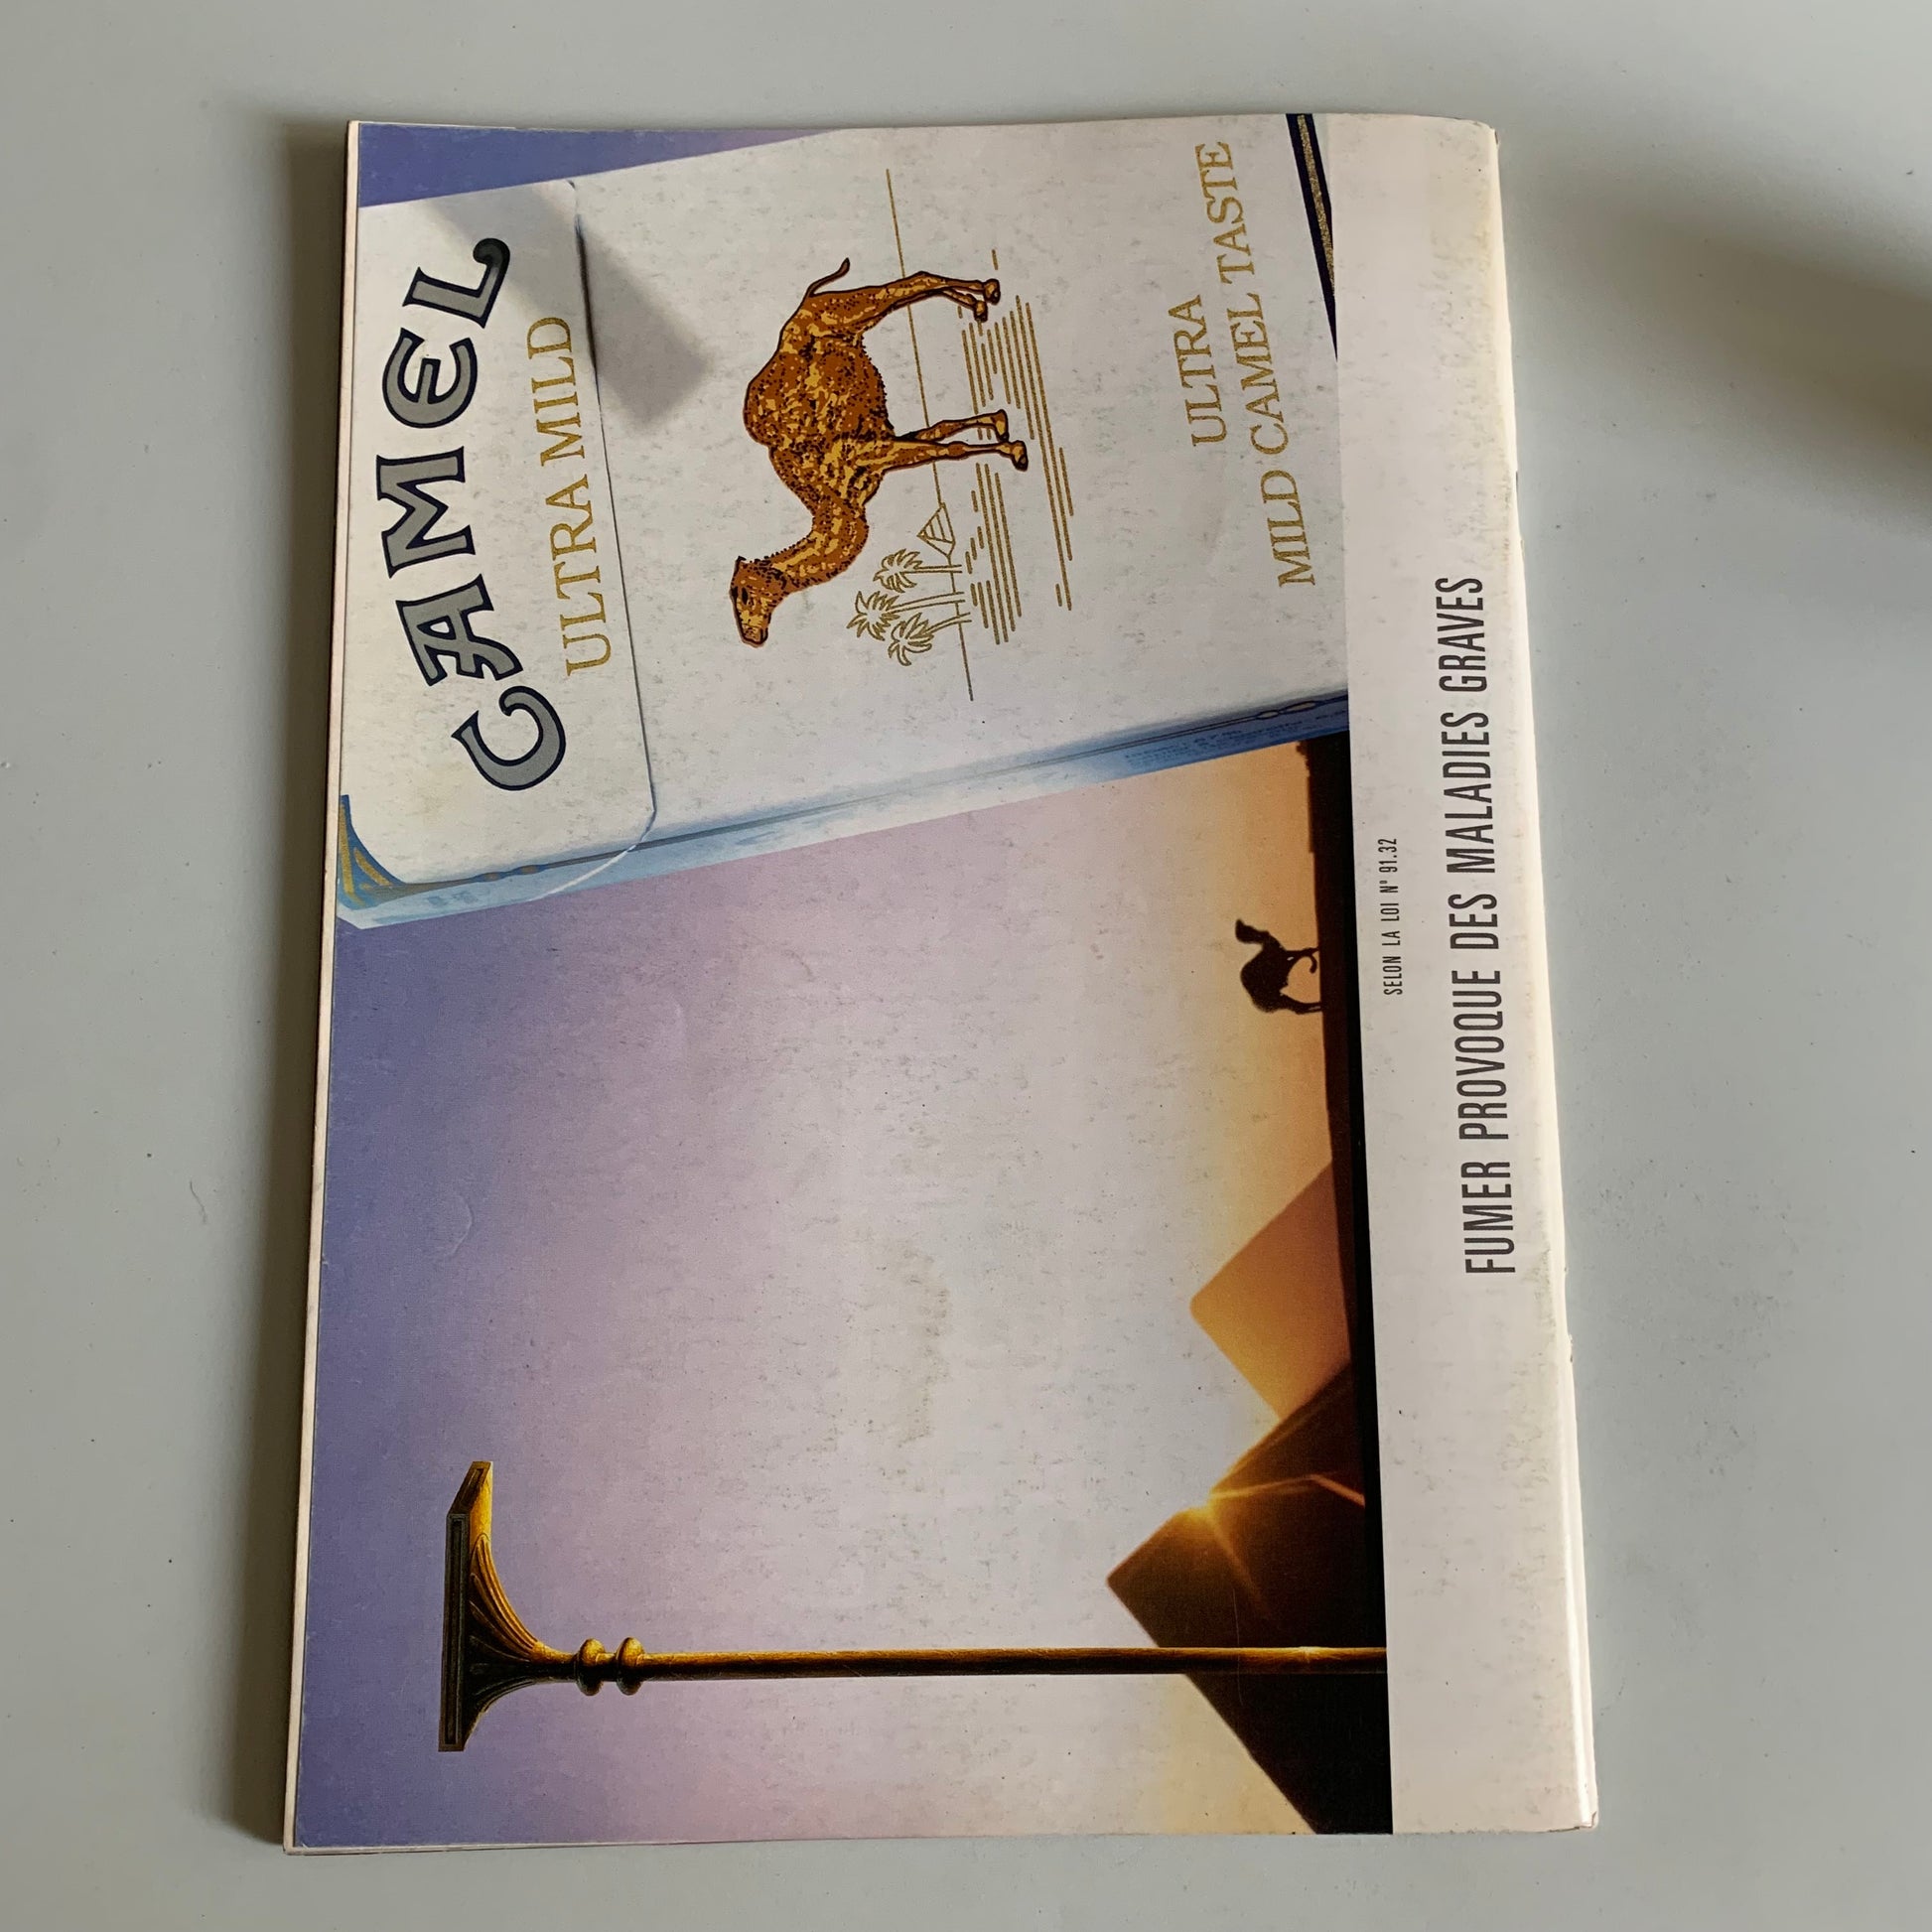 CAMEL
ULTRA MILD
ULTRA
MILD CAMEL TASTE
SELON LA LOI N° 91.32
FUMER PROVOQUE DES MALADIES GRAVES